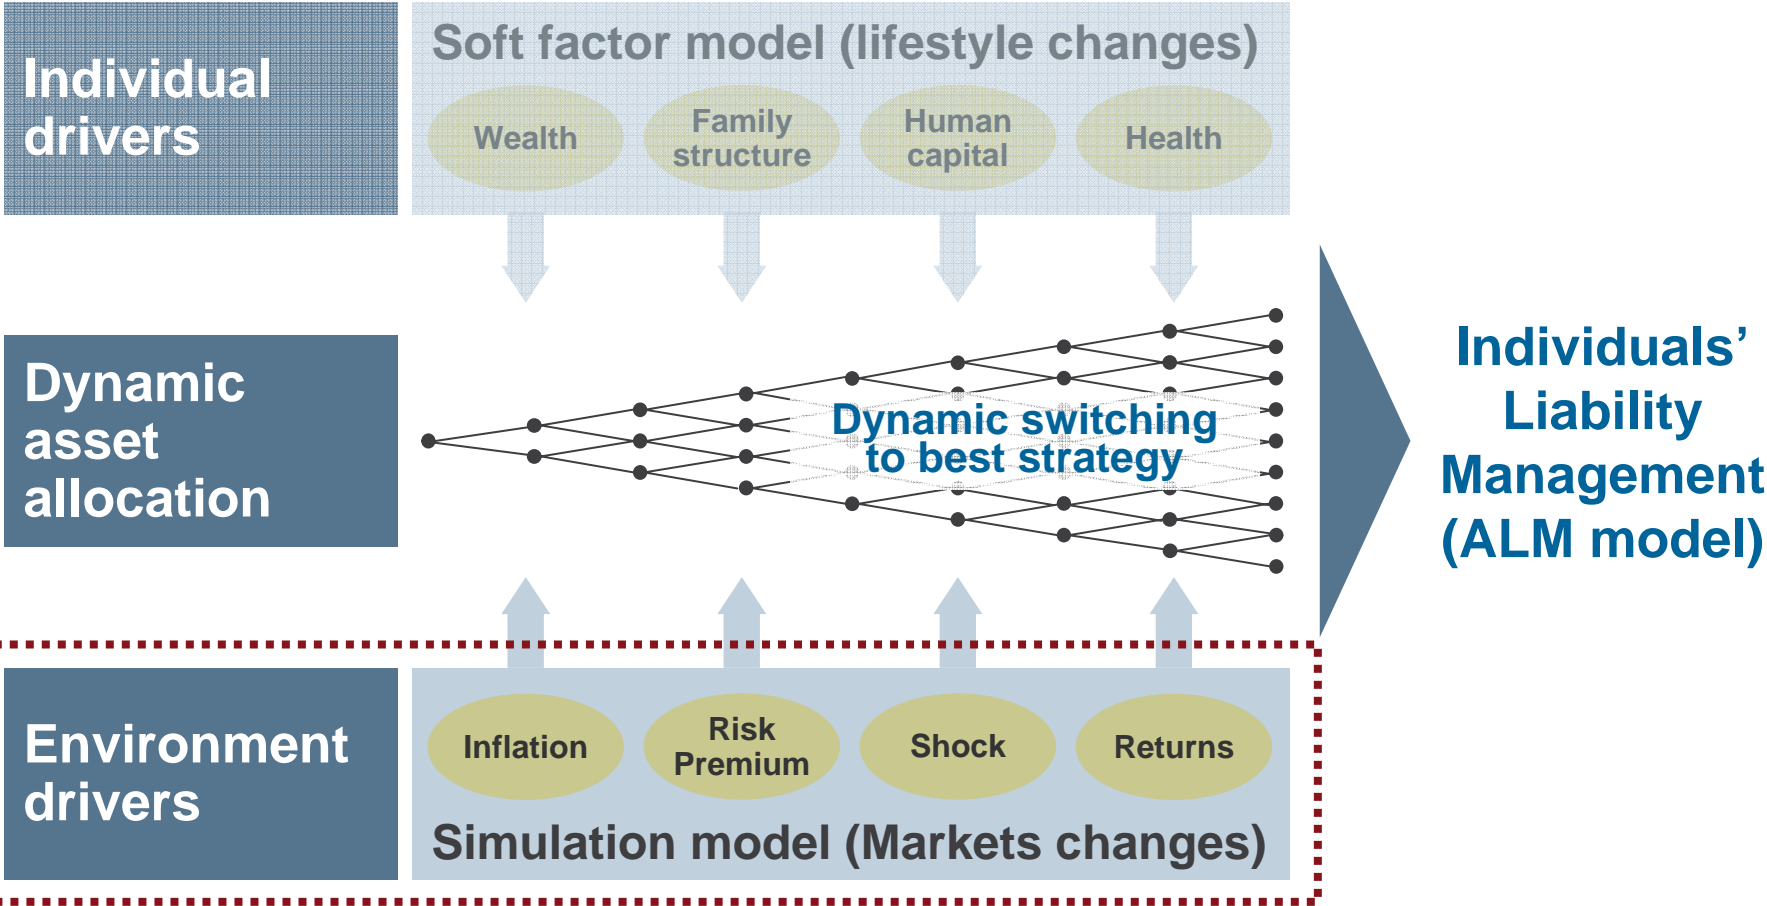 Individual
drivers
Soft factor model (lifestyle changes)
Wealth
Family
structure
Human
capital
Health
Dynamic
asset
allocation
Dynamic switching
to best strategy
Individuals’
Liability
Management
(ALM model)
Environment
drivers
Inflation
Risk
Premium
Shock
Returns
Simulation model (Markets changes)